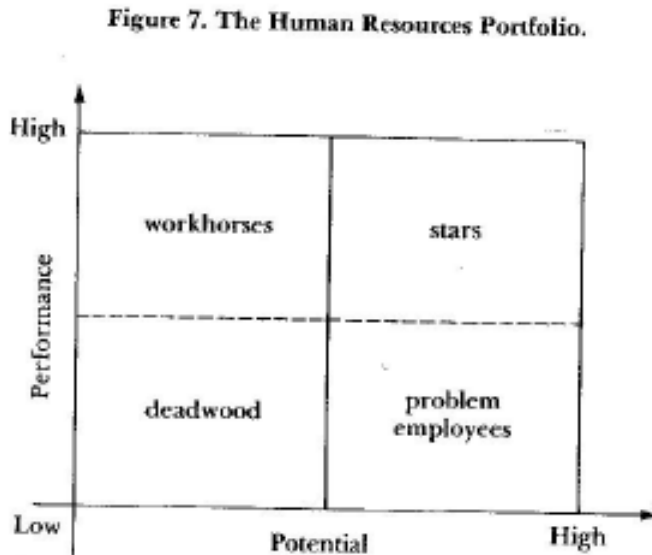 Figure 7. The Human Resources Portfolio.
High
workhorses
stars
Performance
deadwood
problem
employees
Low
Potential
High